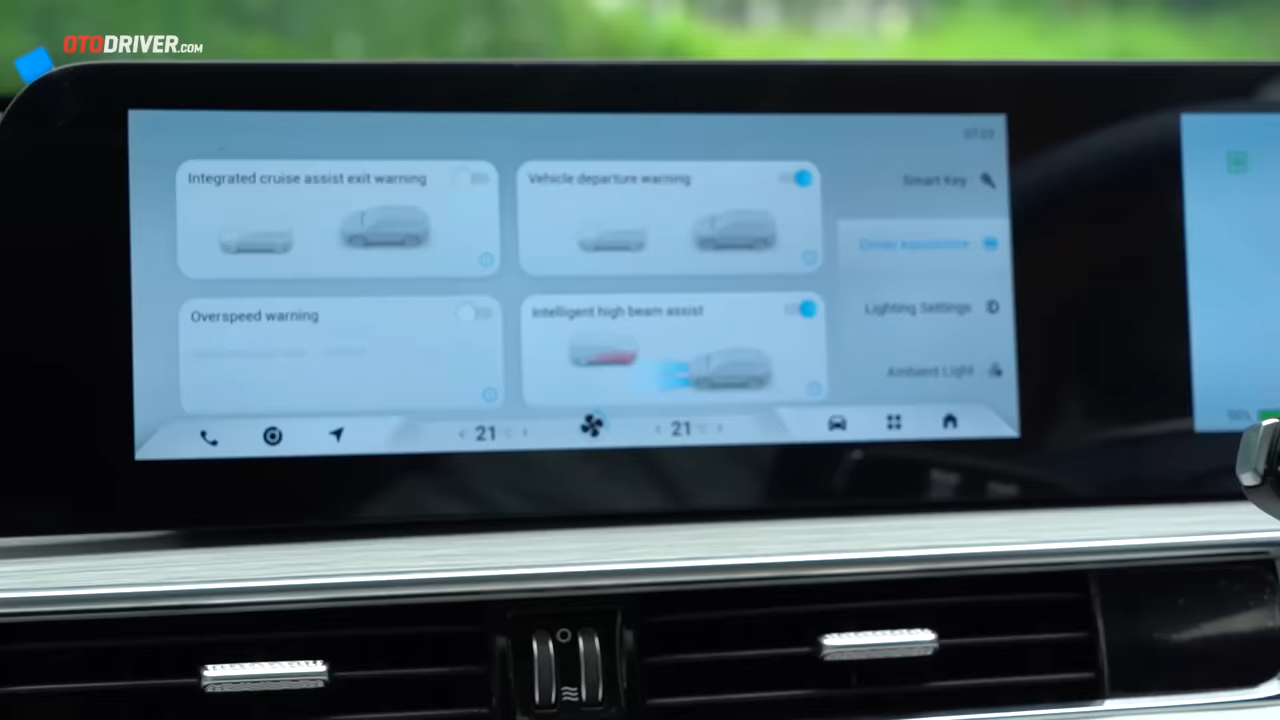 OTODRIVER.COM
Integrated cruise assist exit warning
Vehicle departure warning
Smart Key
Overspeed warning
Intelligent high beam assist
Lighting Settings
Ambient Light
21
21